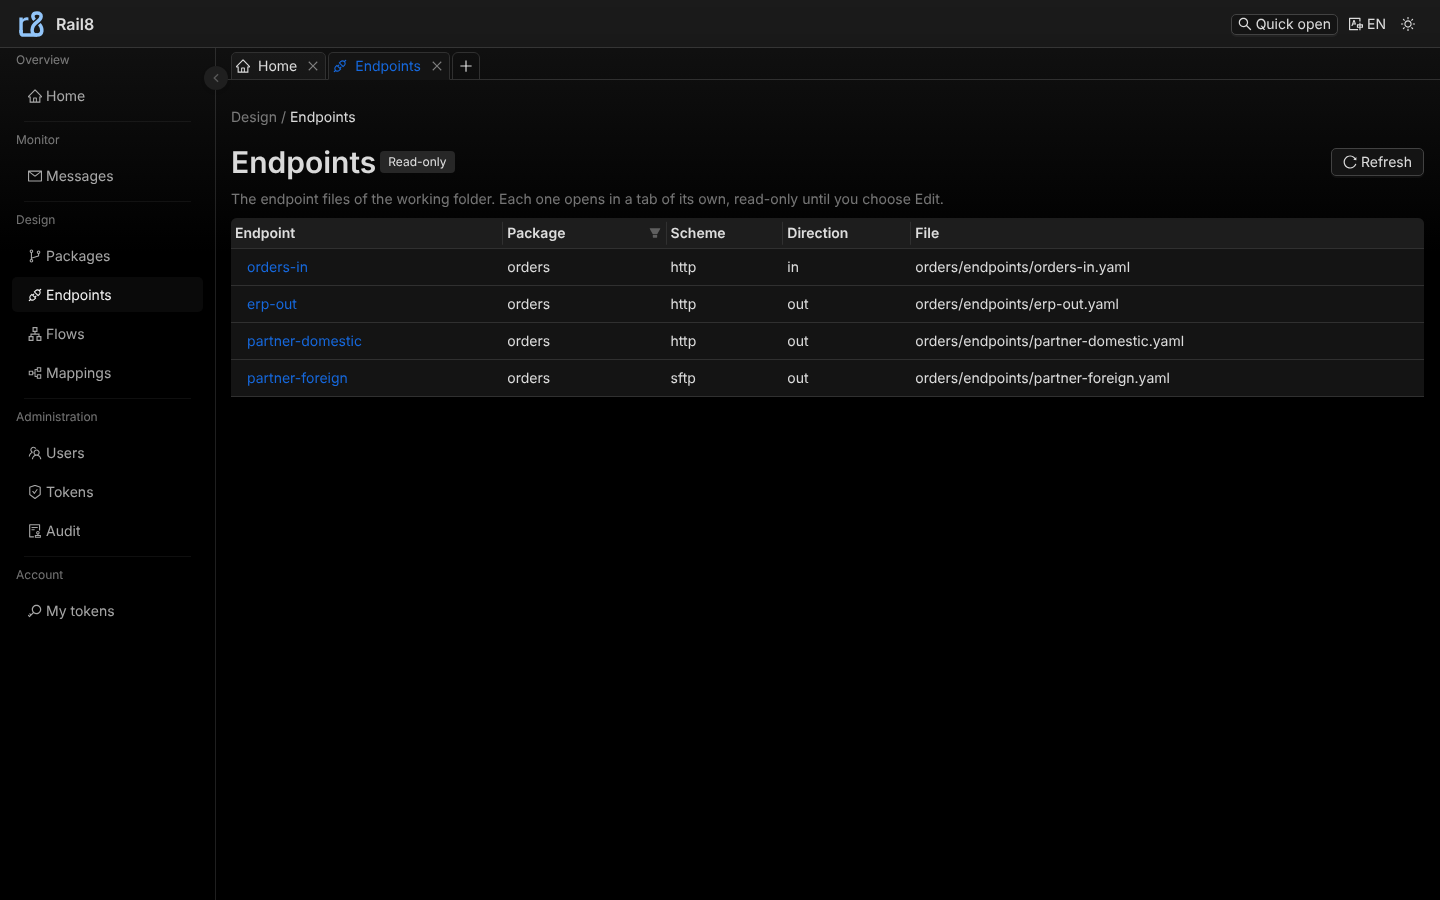 r8 Rail8
Quick open
EN
Overview
Home
Monitor
Messages
Design
Packages
Endpoints
Flows
Mappings
Administration
Users
Tokens
Audit
Account
My tokens
Home
Endpoints
Design / Endpoints
Endpoints Read-only
Refresh
The endpoint files of the working folder. Each one opens in a tab of its own, read-only until you choose Edit.
Endpoint Package Scheme Direction File
orders-in orders http in orders/endpoints/orders-in.yaml
erp-out orders http out orders/endpoints/erp-out.yaml
partner-domestic orders http out orders/endpoints/partner-domestic.yaml
partner-foreign orders sftp out orders/endpoints/partner-foreign.yaml